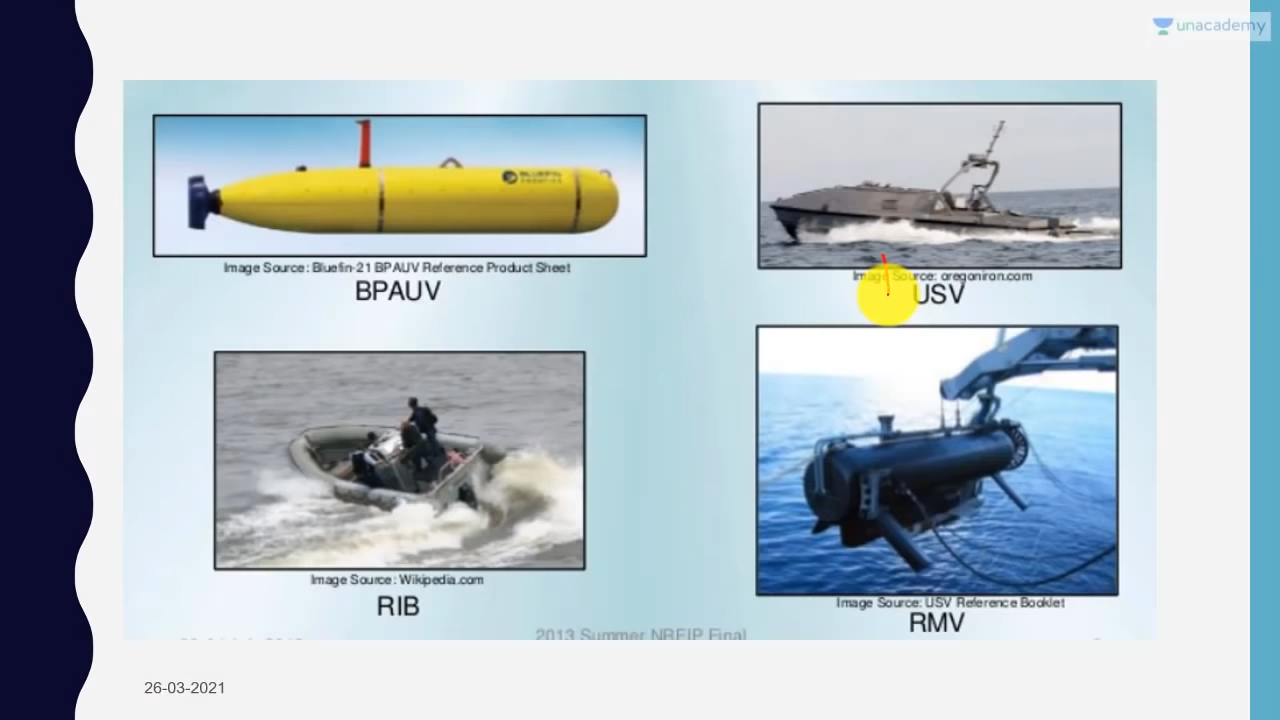 unacademy
BLUEFIN
Image Source: Bluefin-21 BPAUV Reference Product Sheet
BPAUV
Image Source: oregoniron.com
USV
Image Source: Wikipedia.com
RIB
Image Source: USV Reference Booklet
RMV
2013 Summer NREIP Final
26-03-2021